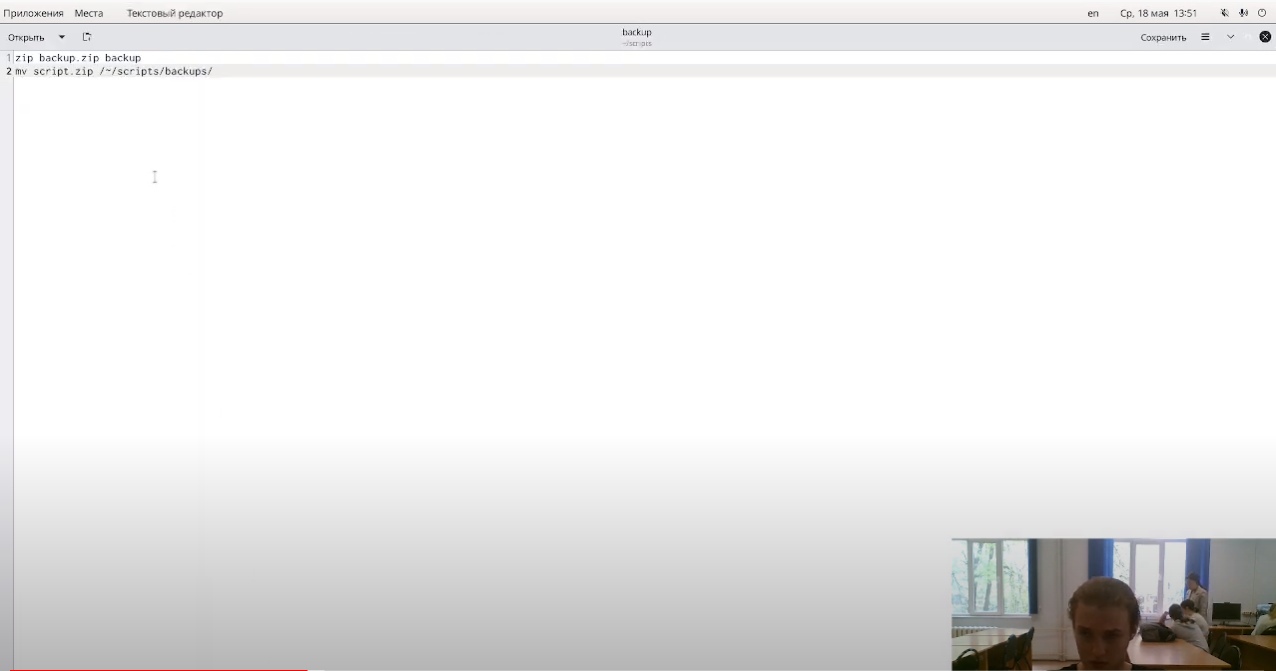 Приложения Места Текстовый редактор en Ср, 18 мая 13:51
Открыть backup Сохранить
~/scripts
1 zip backup.zip backup
2 mv script.zip /~/scripts/backups/